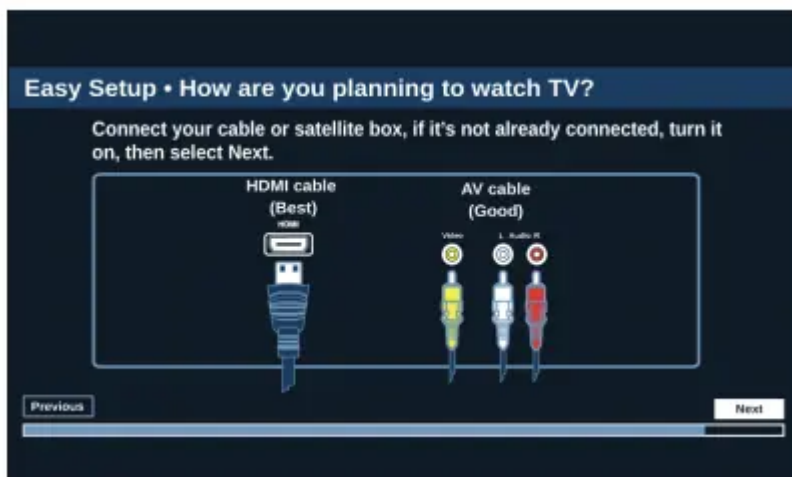 Easy Setup • How are you planning to watch TV?
Connect your cable or satellite box, if it's not already connected, turn it
on, then select Next.
HDMI cable
(Best)
HDMI
AV cable
(Good)
Video
L Audio R
Previous
Next